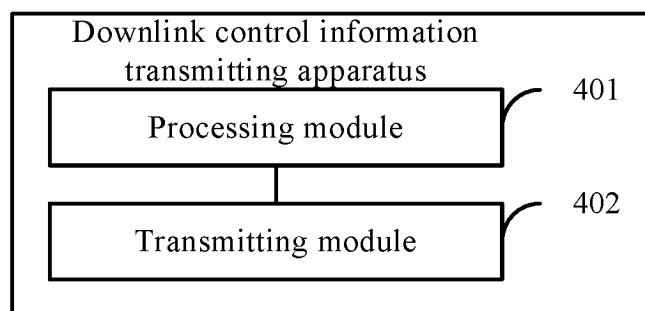 Downlink control information
transmitting apparatus
401
Processing module
402
Transmitting module